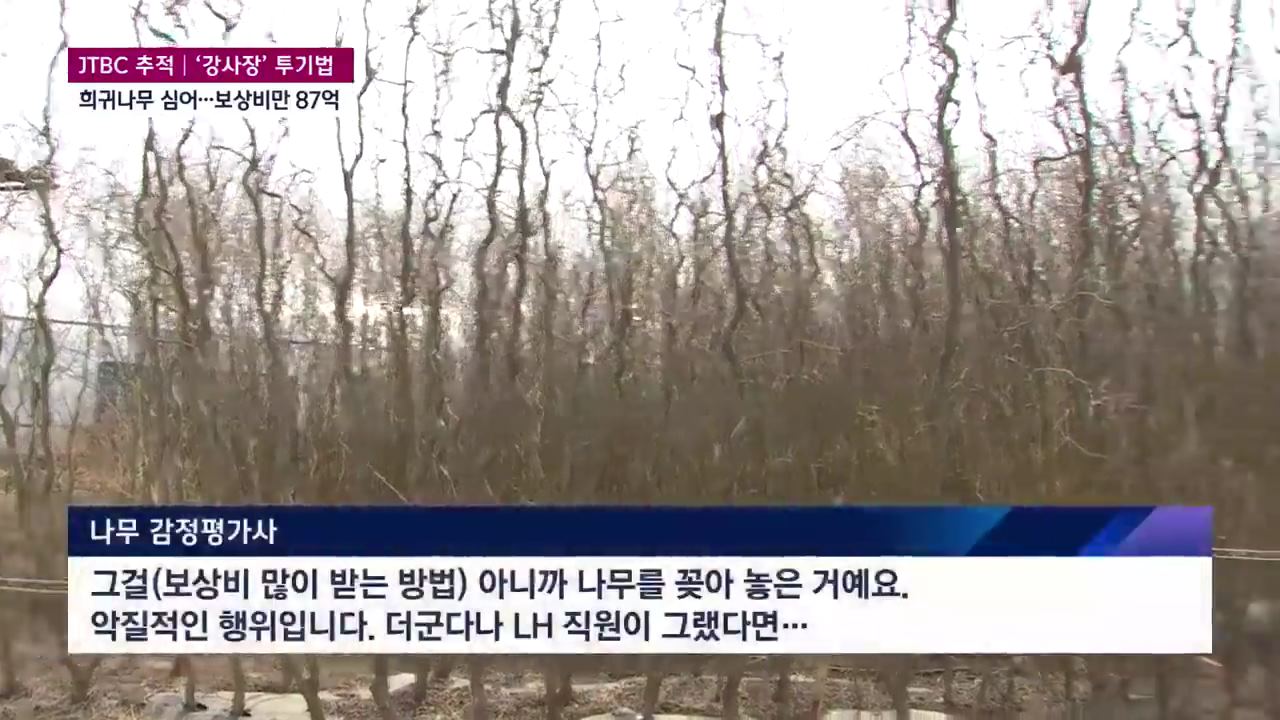 JTBC 추적 | '강사장' 투기법
희귀나무 심어…보상비만 87억
나무 감정평가사
그걸(보상비 많이 받는 방법) 아니까 나무를 꽂아 놓은 거예요.
악질적인 행위입니다. 더군다나 LH 직원이 그랬다면…